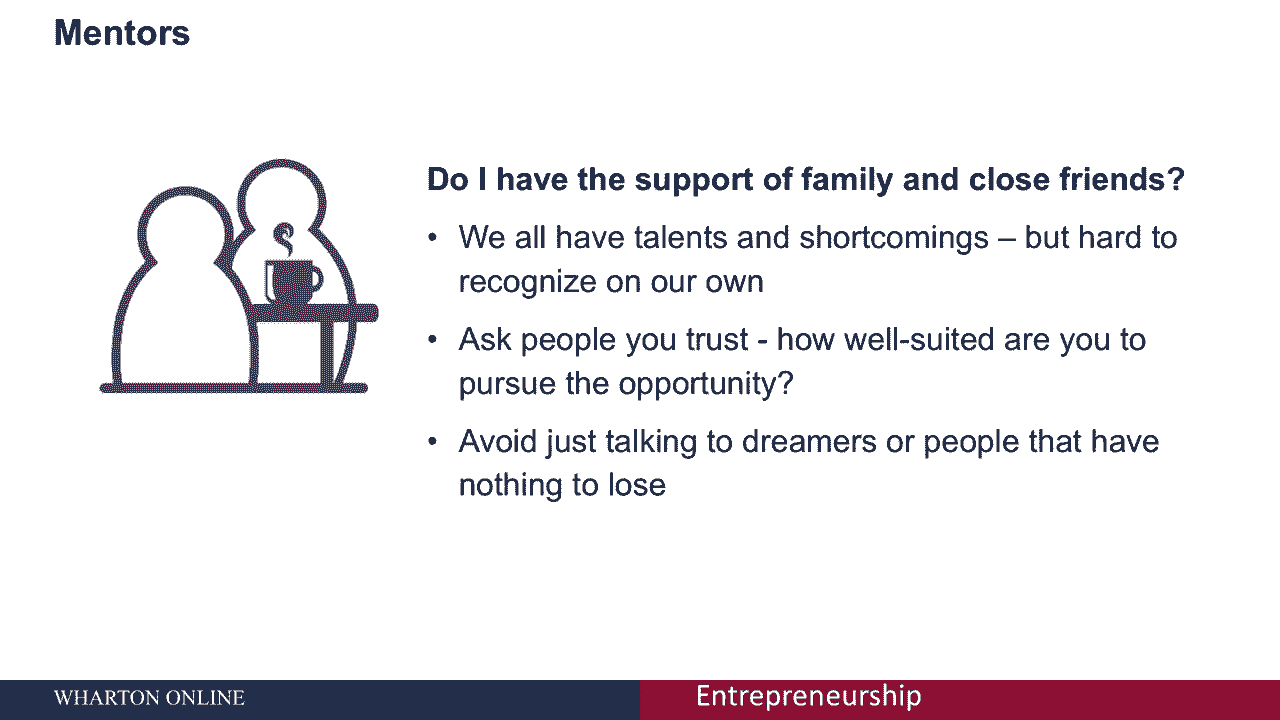 Mentors
Do I have the support of family and close friends?
• We all have talents and shortcomings – but hard to
recognize on our own
• Ask people you trust - how well-suited are you to
pursue the opportunity?
• Avoid just talking to dreamers or people that have
nothing to lose
WHARTON ONLINE
Entrepreneurship